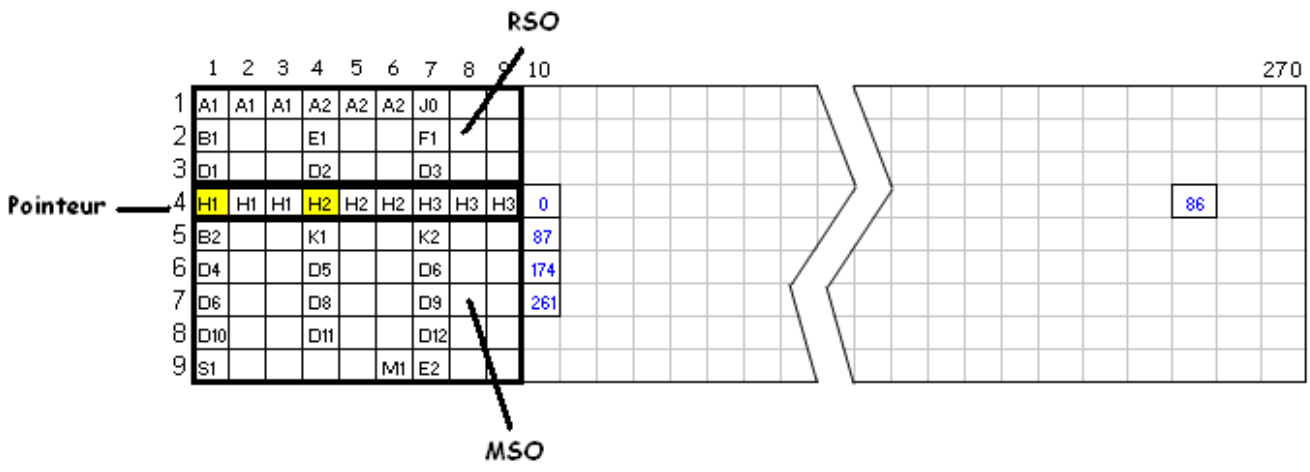 RSO
1 2 3 4 5 6 7 8 9 10 270
1 A1 A1 A1 A2 A2 A2 J0
2 B1 E1 F1
3 D1 D2 D3
Pointeur 4 H1 H1 H1 H2 H2 H2 H3 H3 H3 0 86
5 B2 K1 K2 87
6 D4 D5 D6 174
7 D6 D8 D9 261
8 D10 D11 D12
9 S1 M1 E2
MSO